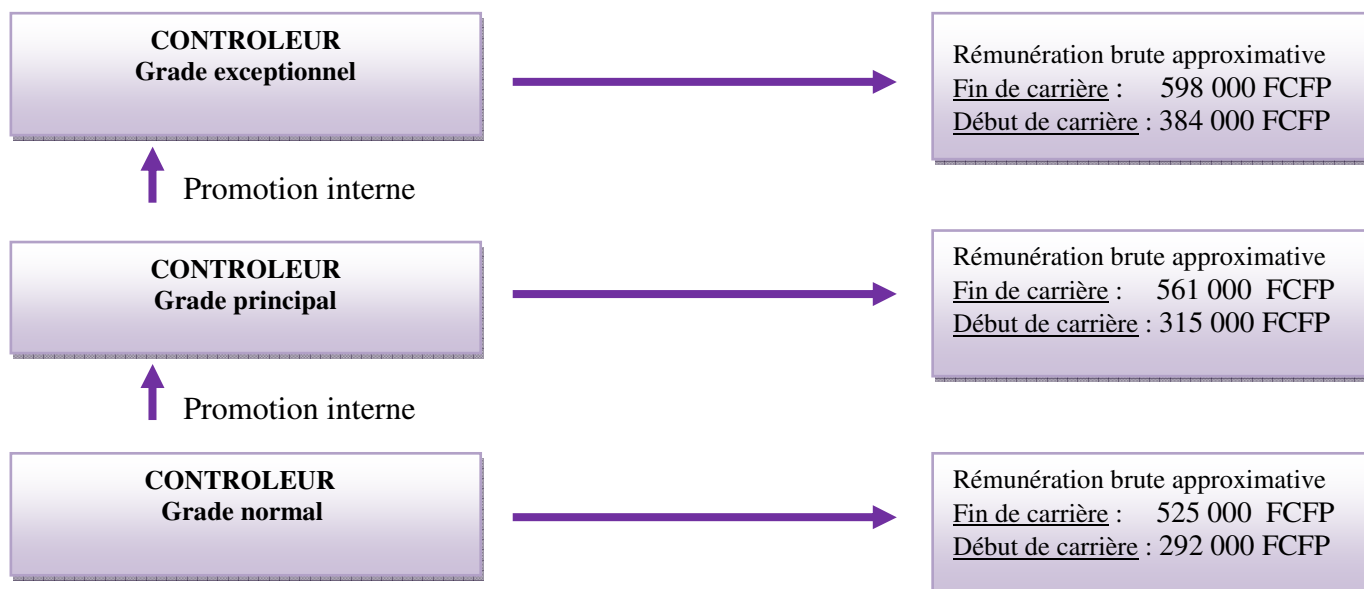 CONTROLEUR
Grade exceptionnel
Rémunération brute approximative
Fin de carrière : 598 000 FCFP
Début de carrière : 384 000 FCFP
Promotion interne
CONTROLEUR
Grade principal
Rémunération brute approximative
Fin de carrière : 561 000 FCFP
Début de carrière : 315 000 FCFP
Promotion interne
CONTROLEUR
Grade normal
Rémunération brute approximative
Fin de carrière : 525 000 FCFP
Début de carrière : 292 000 FCFP